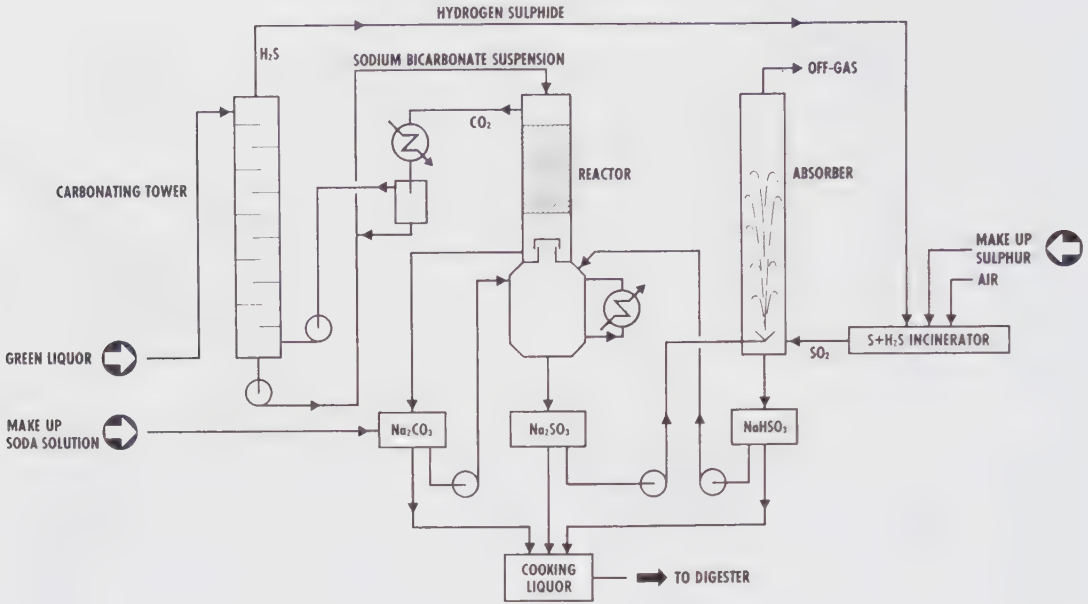 HYDROGEN SULPHIDE
H₂S
SODIUM BICARBONATE SUSPENSION
OFF-GAS
CO₂
CARBONATING TOWER
REACTOR
ABSORBER
MAKE UP
SULPHUR
AIR
GREEN LIQUOR
SO₂
S+H₂S INCINERATOR
MAKE UP
SODA SOLUTION
Na₂CO₃
Na₂SO₃
NaHSO₃
COOKING
LIQUOR
TO DIGESTER